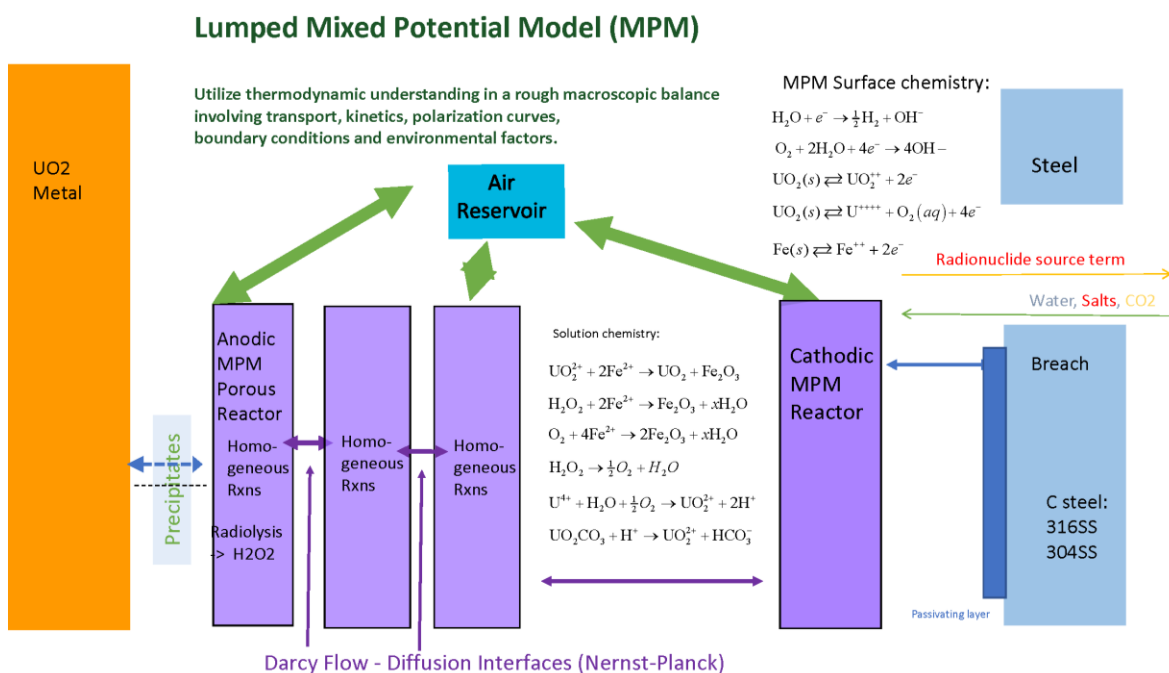 Lumped Mixed Potential Model (MPM)
Utilize thermodynamic understanding in a rough macroscopic balance
involving transport, kinetics, polarization curves,
boundary conditions and environmental factors.
MPM Surface chemistry:
H₂O + e⁻ → ½H₂ + OH⁻
O₂ + 2H₂O + 4e⁻ → 4OH −
UO₂(s) ⇄ UO₂⁺⁺ + 2e⁻
UO₂(s) ⇄ U⁺⁺⁺⁺ + O₂(aq) + 4e⁻
Fe(s) ⇄ Fe⁺⁺ + 2e⁻
Steel
UO2
Metal
Air
Reservoir
Radionuclide source term
Water, Salts, CO2
Precipitates
Anodic
MPM
Porous
Reactor
Homo-
geneous
Rxns
Radiolysis
-> H2O2
Homo-
geneous
Rxns
Homo-
geneous
Rxns
Solution chemistry:
UO₂²⁺ + 2Fe²⁺ → UO₂ + Fe₂O₃
H₂O₂ + 2Fe²⁺ → Fe₂O₃ + xH₂O
O₂ + 4Fe²⁺ → 2Fe₂O₃ + xH₂O
H₂O₂ → ½O₂ + H₂O
U⁴⁺ + H₂O + ½O₂ → UO₂²⁺ + 2H⁺
UO₂CO₃ + H⁺ → UO₂²⁺ + HCO₃⁻
Cathodic
MPM
Reactor
Breach
C steel:
316SS
304SS
Passivating layer
Darcy Flow - Diffusion Interfaces (Nernst-Planck)